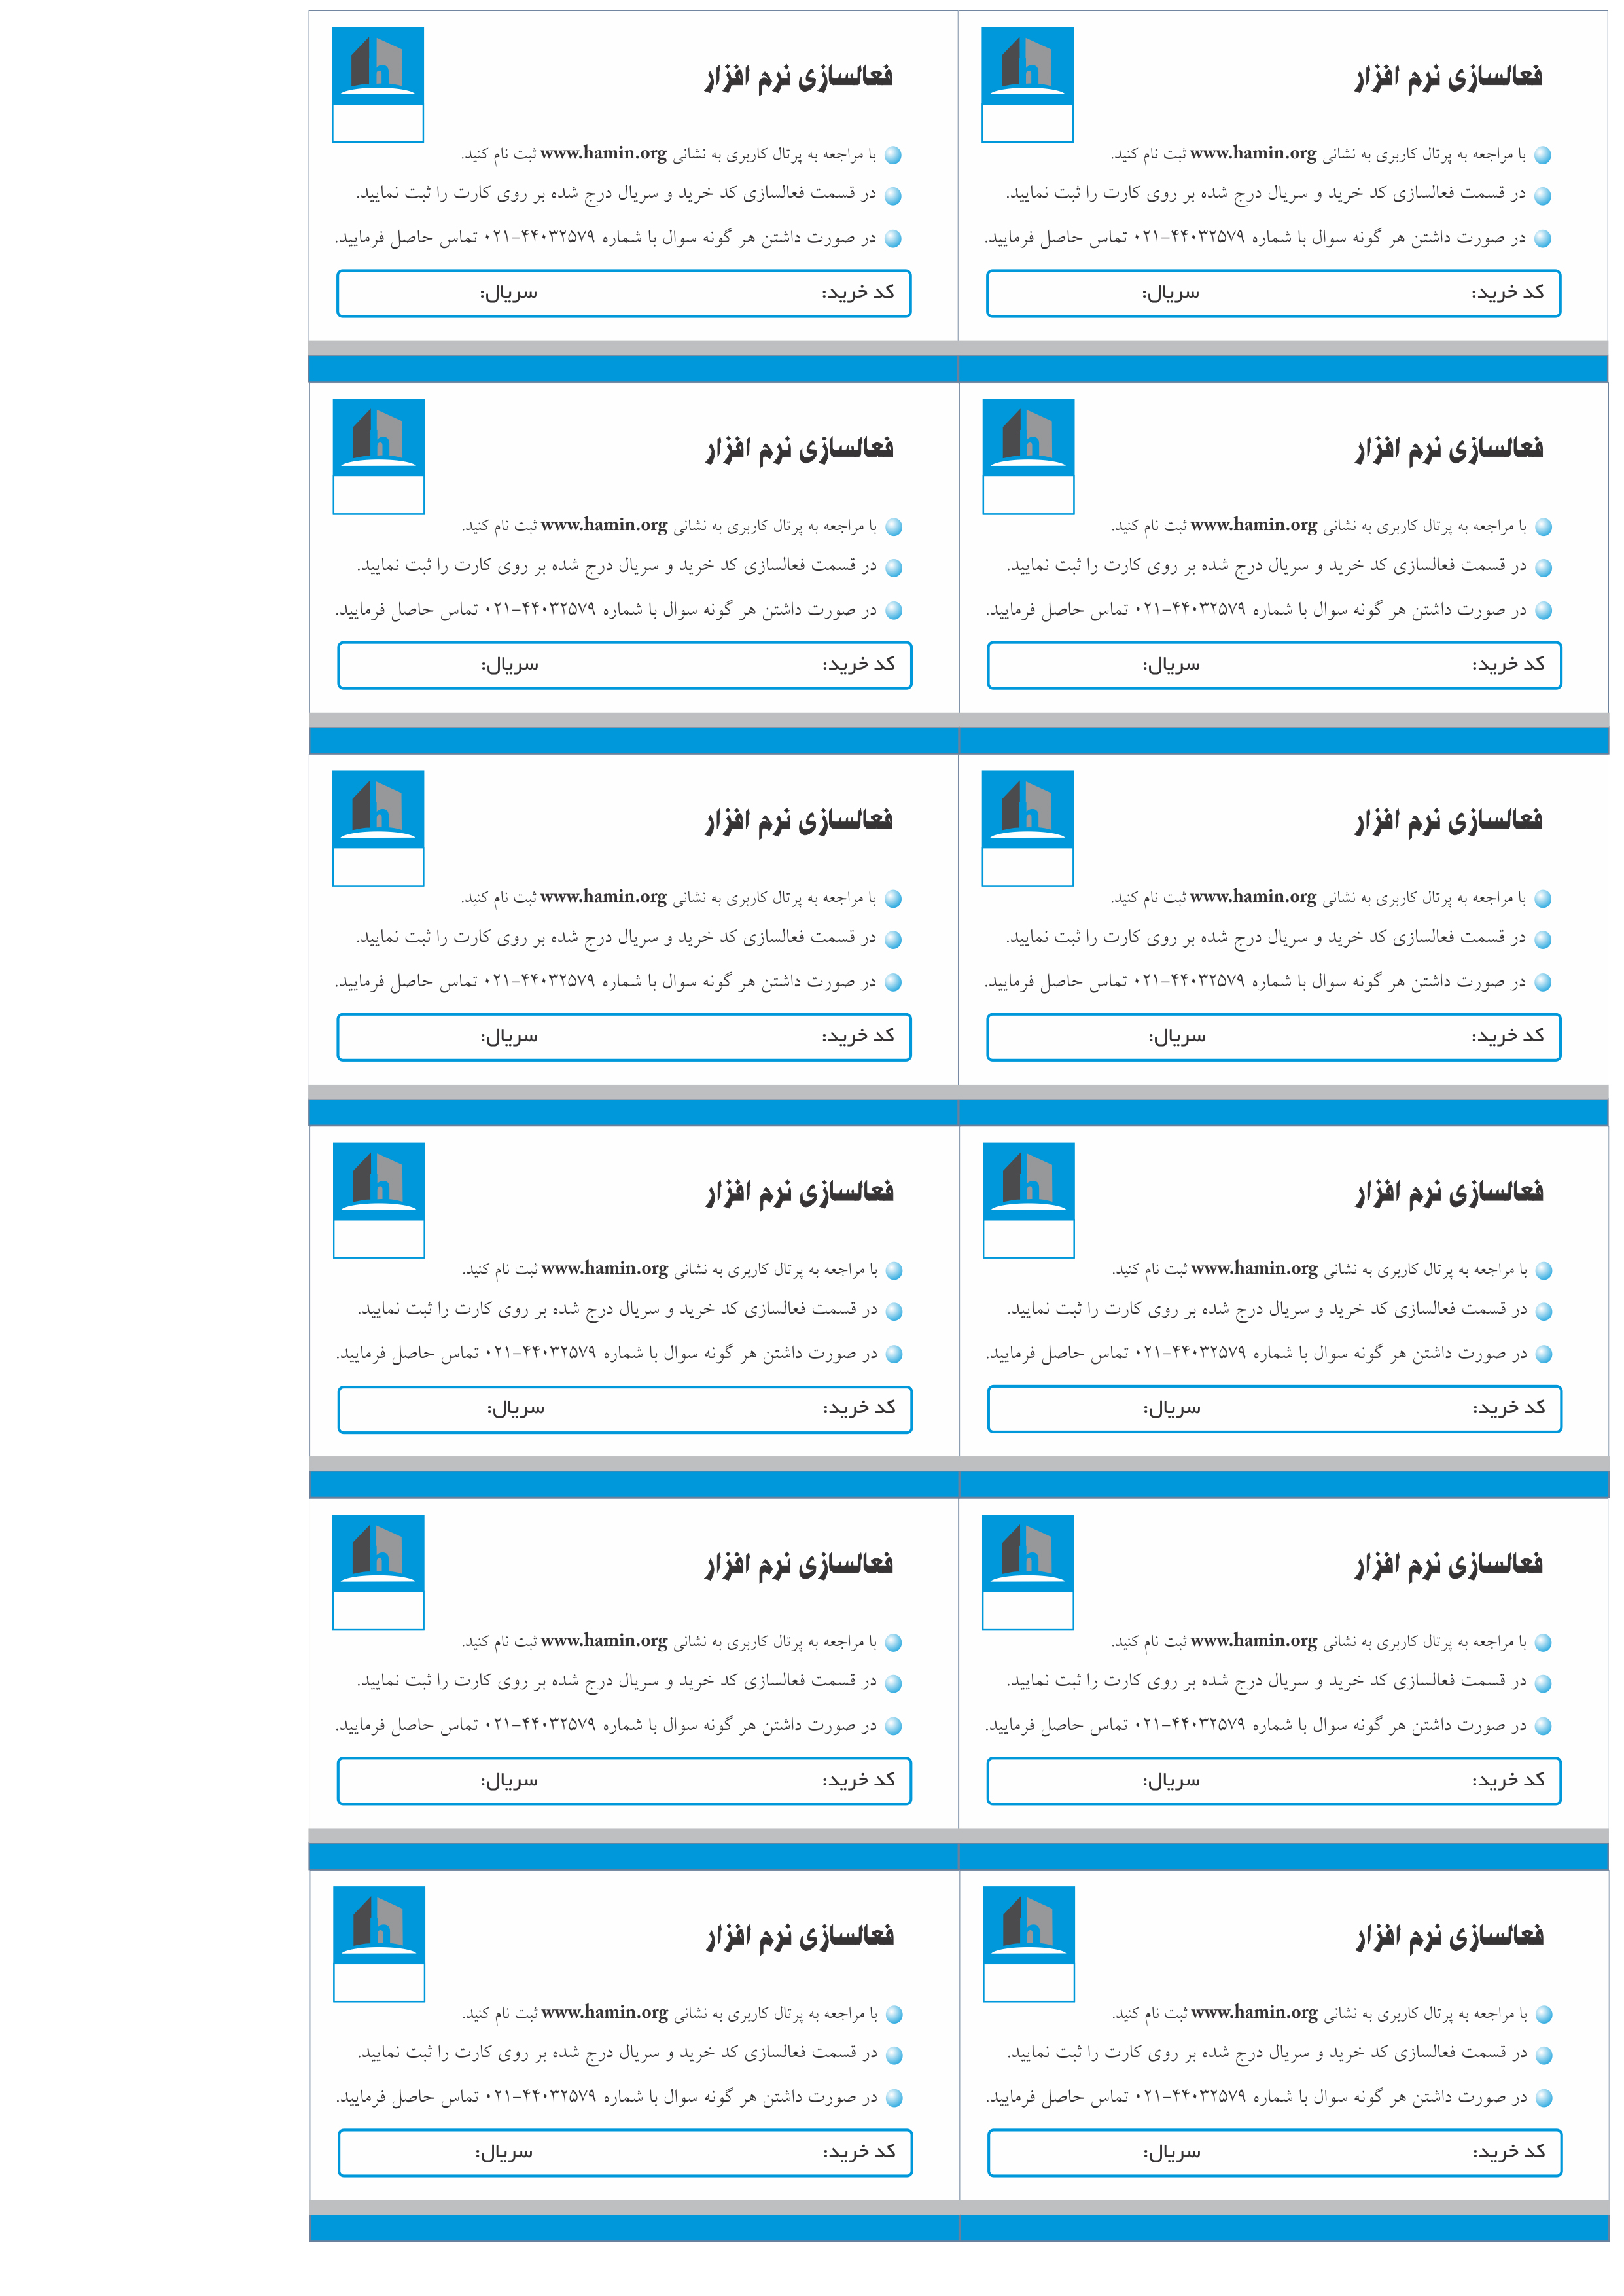 فعالسازی نرم افزار
با مراجعه به پرتال کاربری به نشانی www.hamin.org ثبت نام کنید.
در قسمت فعالسازی کد خرید و سریال درج شده بر روی کارت را ثبت نمایید.
در صورت داشتن هر گونه سوال با شماره ۴۴۰۳۲۵۷۹-۰۲۱ تماس حاصل فرمایید.
کد خرید: سریال:
فعالسازی نرم افزار
با مراجعه به پرتال کاربری به نشانی www.hamin.org ثبت نام کنید.
در قسمت فعالسازی کد خرید و سریال درج شده بر روی کارت را ثبت نمایید.
در صورت داشتن هر گونه سوال با شماره ۴۴۰۳۲۵۷۹-۰۲۱ تماس حاصل فرمایید.
کد خرید: سریال:
فعالسازی نرم افزار
با مراجعه به پرتال کاربری به نشانی www.hamin.org ثبت نام کنید.
در قسمت فعالسازی کد خرید و سریال درج شده بر روی کارت را ثبت نمایید.
در صورت داشتن هر گونه سوال با شماره ۴۴۰۳۲۵۷۹-۰۲۱ تماس حاصل فرمایید.
کد خرید: سریال:
فعالسازی نرم افزار
با مراجعه به پرتال کاربری به نشانی www.hamin.org ثبت نام کنید.
در قسمت فعالسازی کد خرید و سریال درج شده بر روی کارت را ثبت نمایید.
در صورت داشتن هر گونه سوال با شماره ۴۴۰۳۲۵۷۹-۰۲۱ تماس حاصل فرمایید.
کد خرید: سریال:
فعالسازی نرم افزار
با مراجعه به پرتال کاربری به نشانی www.hamin.org ثبت نام کنید.
در قسمت فعالسازی کد خرید و سریال درج شده بر روی کارت را ثبت نمایید.
در صورت داشتن هر گونه سوال با شماره ۴۴۰۳۲۵۷۹-۰۲۱ تماس حاصل فرمایید.
کد خرید: سریال:
فعالسازی نرم افزار
با مراجعه به پرتال کاربری به نشانی www.hamin.org ثبت نام کنید.
در قسمت فعالسازی کد خرید و سریال درج شده بر روی کارت را ثبت نمایید.
در صورت داشتن هر گونه سوال با شماره ۴۴۰۳۲۵۷۹-۰۲۱ تماس حاصل فرمایید.
کد خرید: سریال:
فعالسازی نرم افزار
با مراجعه به پرتال کاربری به نشانی www.hamin.org ثبت نام کنید.
در قسمت فعالسازی کد خرید و سریال درج شده بر روی کارت را ثبت نمایید.
در صورت داشتن هر گونه سوال با شماره ۴۴۰۳۲۵۷۹-۰۲۱ تماس حاصل فرمایید.
کد خرید: سریال:
فعالسازی نرم افزار
با مراجعه به پرتال کاربری به نشانی www.hamin.org ثبت نام کنید.
در قسمت فعالسازی کد خرید و سریال درج شده بر روی کارت را ثبت نمایید.
در صورت داشتن هر گونه سوال با شماره ۴۴۰۳۲۵۷۹-۰۲۱ تماس حاصل فرمایید.
کد خرید: سریال:
فعالسازی نرم افزار
با مراجعه به پرتال کاربری به نشانی www.hamin.org ثبت نام کنید.
در قسمت فعالسازی کد خرید و سریال درج شده بر روی کارت را ثبت نمایید.
در صورت داشتن هر گونه سوال با شماره ۴۴۰۳۲۵۷۹-۰۲۱ تماس حاصل فرمایید.
کد خرید: سریال:
فعالسازی نرم افزار
با مراجعه به پرتال کاربری به نشانی www.hamin.org ثبت نام کنید.
در قسمت فعالسازی کد خرید و سریال درج شده بر روی کارت را ثبت نمایید.
در صورت داشتن هر گونه سوال با شماره ۴۴۰۳۲۵۷۹-۰۲۱ تماس حاصل فرمایید.
کد خرید: سریال:
فعالسازی نرم افزار
با مراجعه به پرتال کاربری به نشانی www.hamin.org ثبت نام کنید.
در قسمت فعالسازی کد خرید و سریال درج شده بر روی کارت را ثبت نمایید.
در صورت داشتن هر گونه سوال با شماره ۴۴۰۳۲۵۷۹-۰۲۱ تماس حاصل فرمایید.
کد خرید: سریال:
فعالسازی نرم افزار
با مراجعه به پرتال کاربری به نشانی www.hamin.org ثبت نام کنید.
در قسمت فعالسازی کد خرید و سریال درج شده بر روی کارت را ثبت نمایید.
در صورت داشتن هر گونه سوال با شماره ۴۴۰۳۲۵۷۹-۰۲۱ تماس حاصل فرمایید.
کد خرید: سریال: